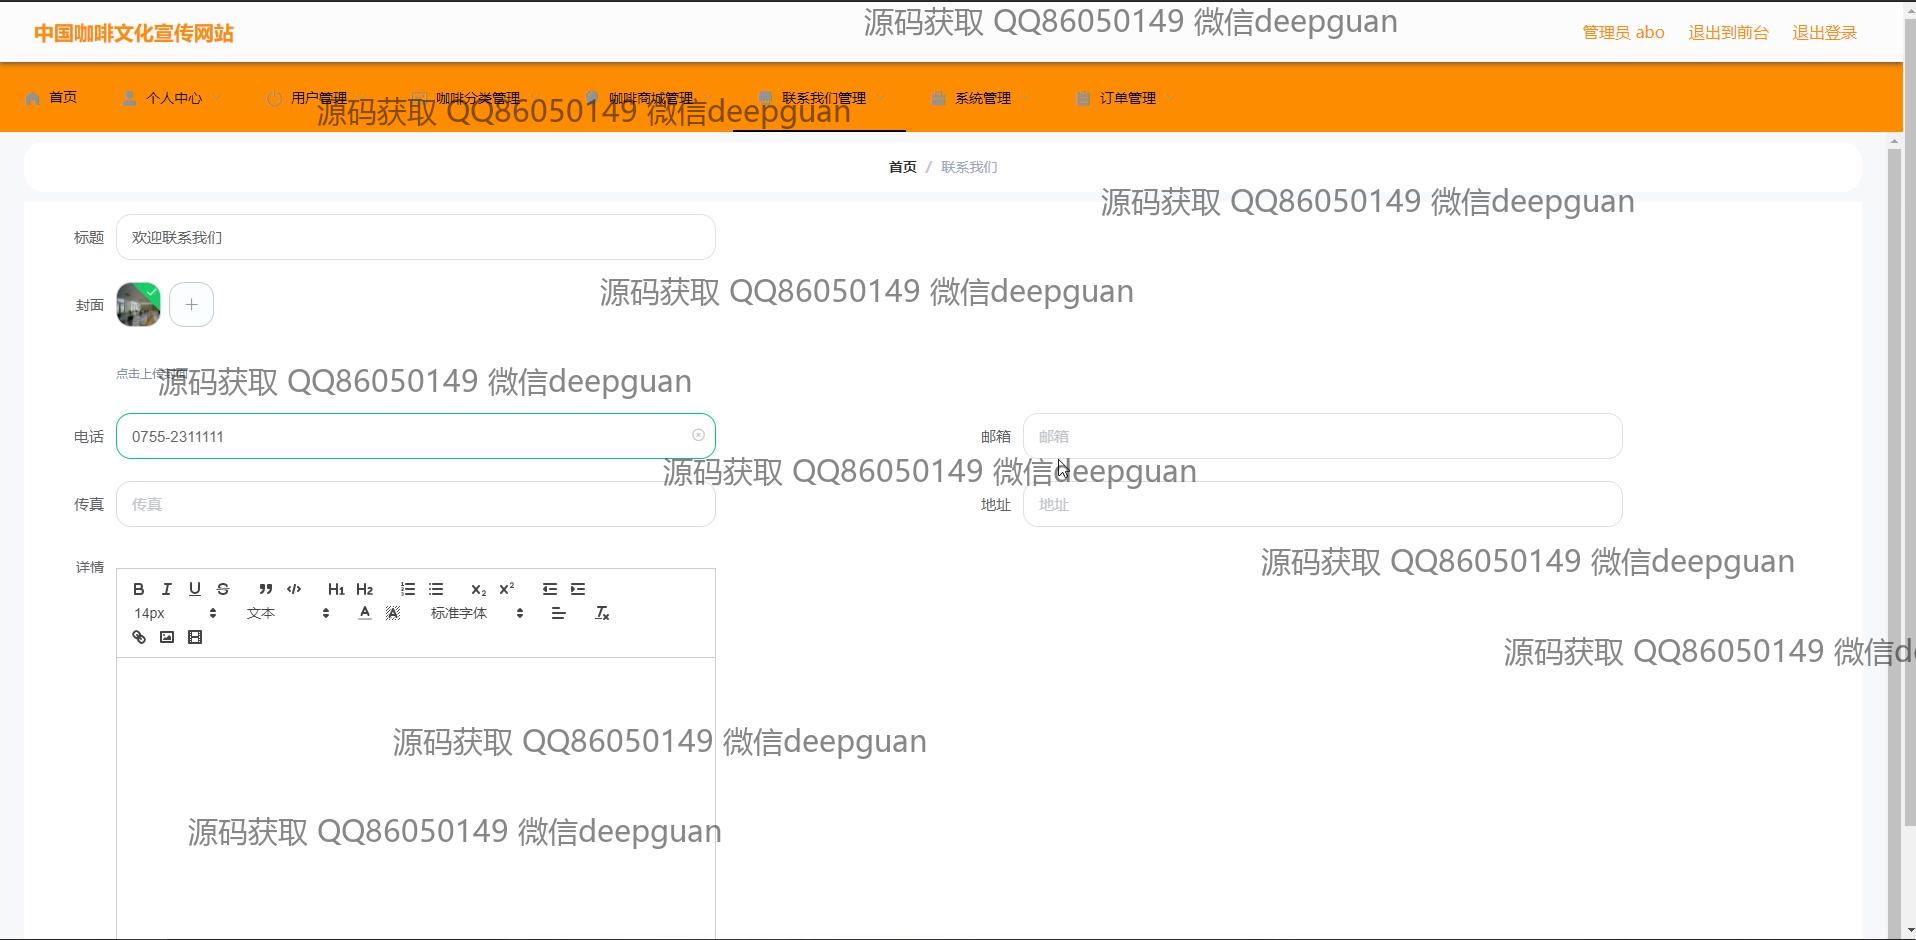 中国咖啡文化宣传网站
源码获取 QQ86050149 微信deepguan
管理员 abo
退出到前台
退出登录
首页
个人中心
用户管理
咖啡分类管理
咖啡商城管理
联系我们管理
系统管理
订单管理
源码获取 QQ86050149 微信deepguan
首页 / 联系我们
源码获取 QQ86050149 微信deepguan
标题
欢迎联系我们
源码获取 QQ86050149 微信deepguan
封面
点击上传封面
源码获取 QQ86050149 微信deepguan
电话
0755-2311111
邮箱
邮箱
源码获取 QQ86050149 微信deepguan
传真
传真
地址
地址
源码获取 QQ86050149 微信deepguan
详情
B I U S H1 H2 x₂ x²
14px 文本 A A 标准字体 Tx
源码获取 QQ86050149 微信d
源码获取 QQ86050149 微信deepguan
源码获取 QQ86050149 微信deepguan